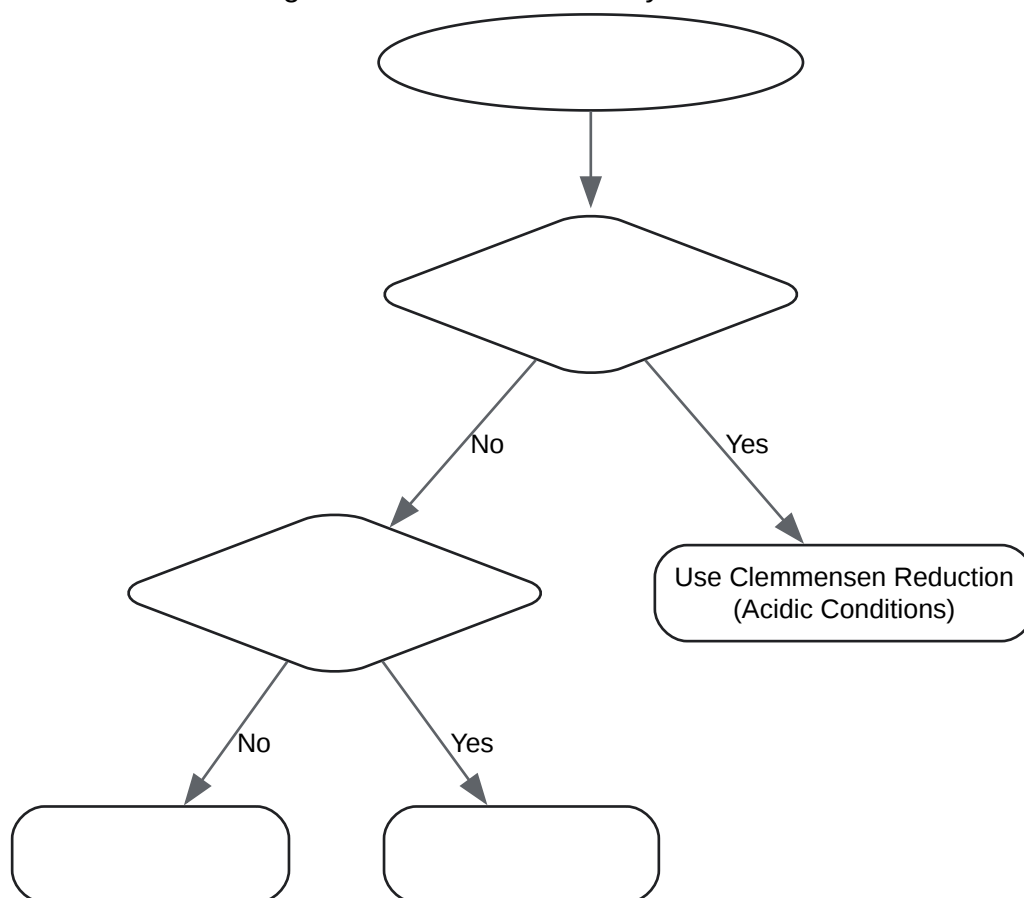 No
Yes
Use Clemmensen Reduction
(Acidic Conditions)
No
Yes